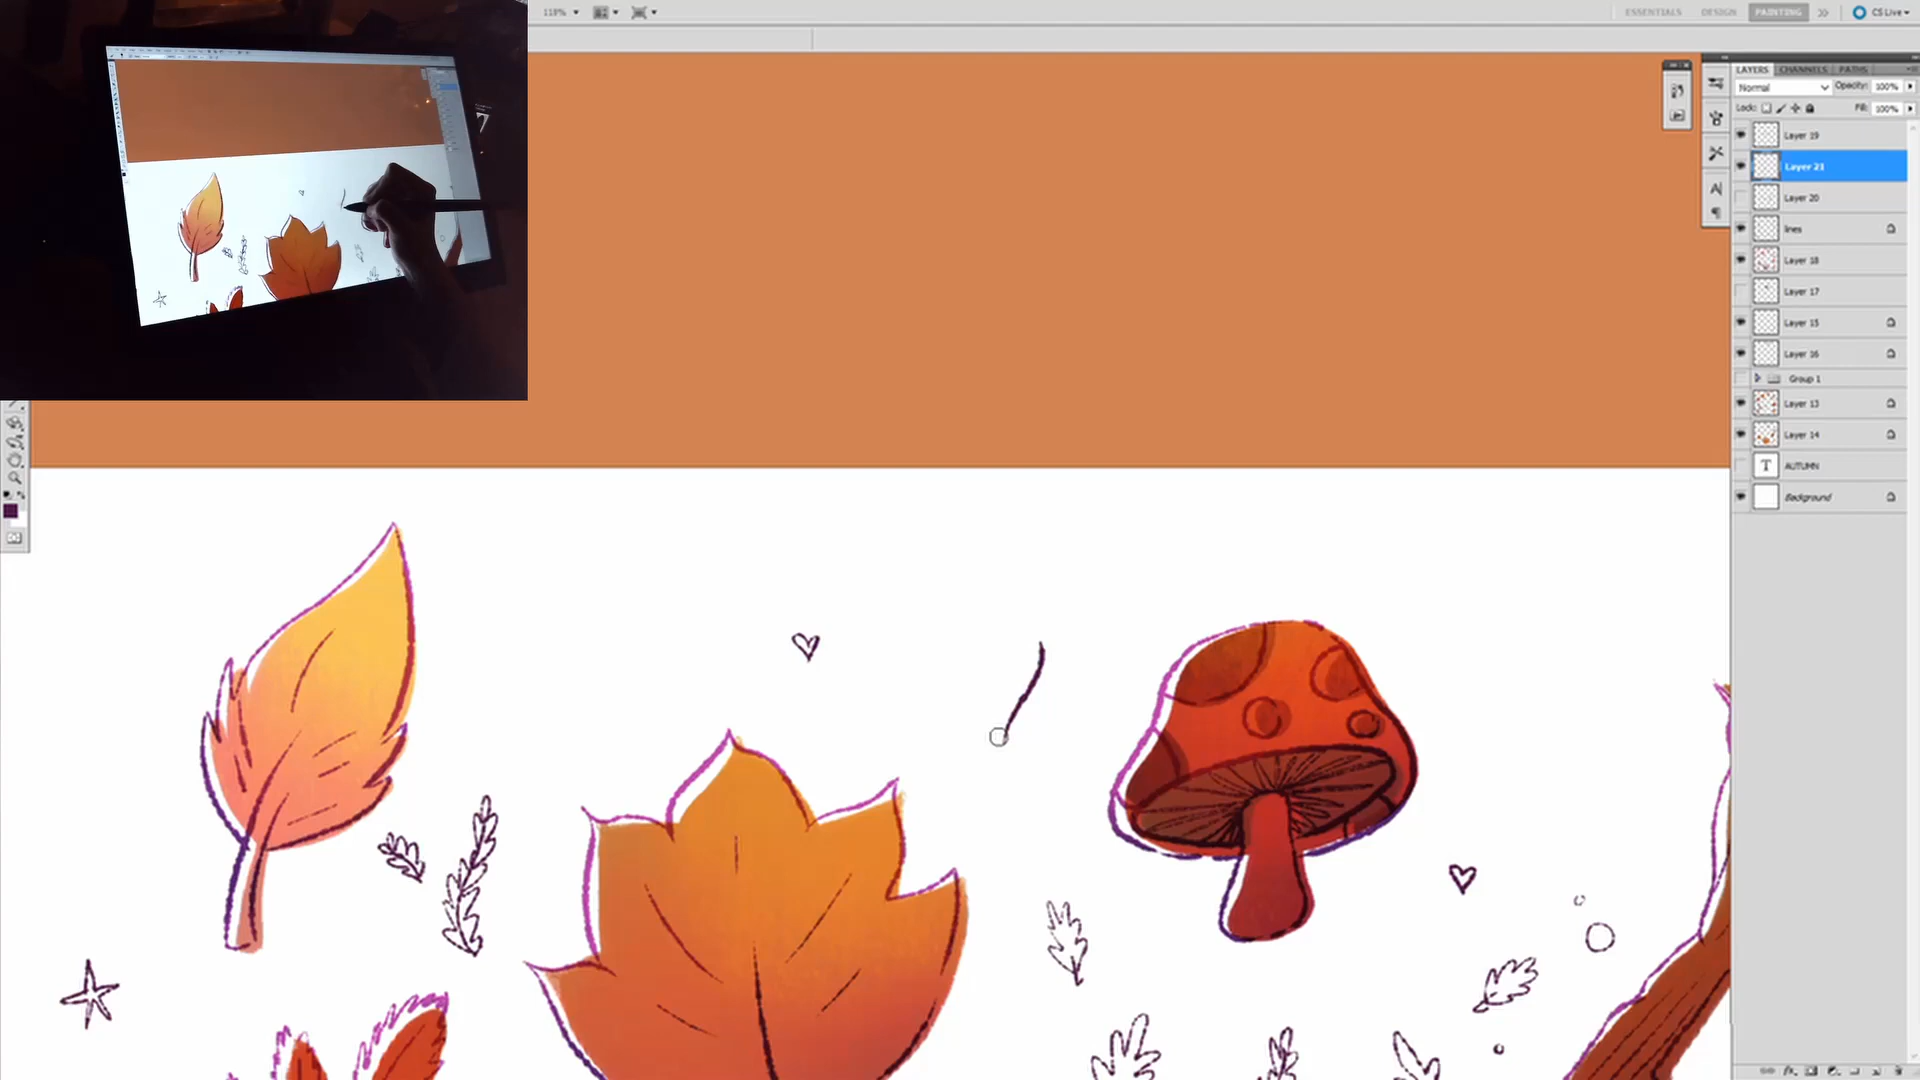 118%
ESSENTIALS DESIGN PAINTING CS Live
LAYERS CHANNELS PATHS
Normal Opacity: 100%
Lock: Fill: 100%
Layer 19
Layer 21
Layer 20
lines
Layer 18
Layer 17
Layer 15
Layer 16
Group 1
Layer 13
Layer 14
T AUTUMN
Background